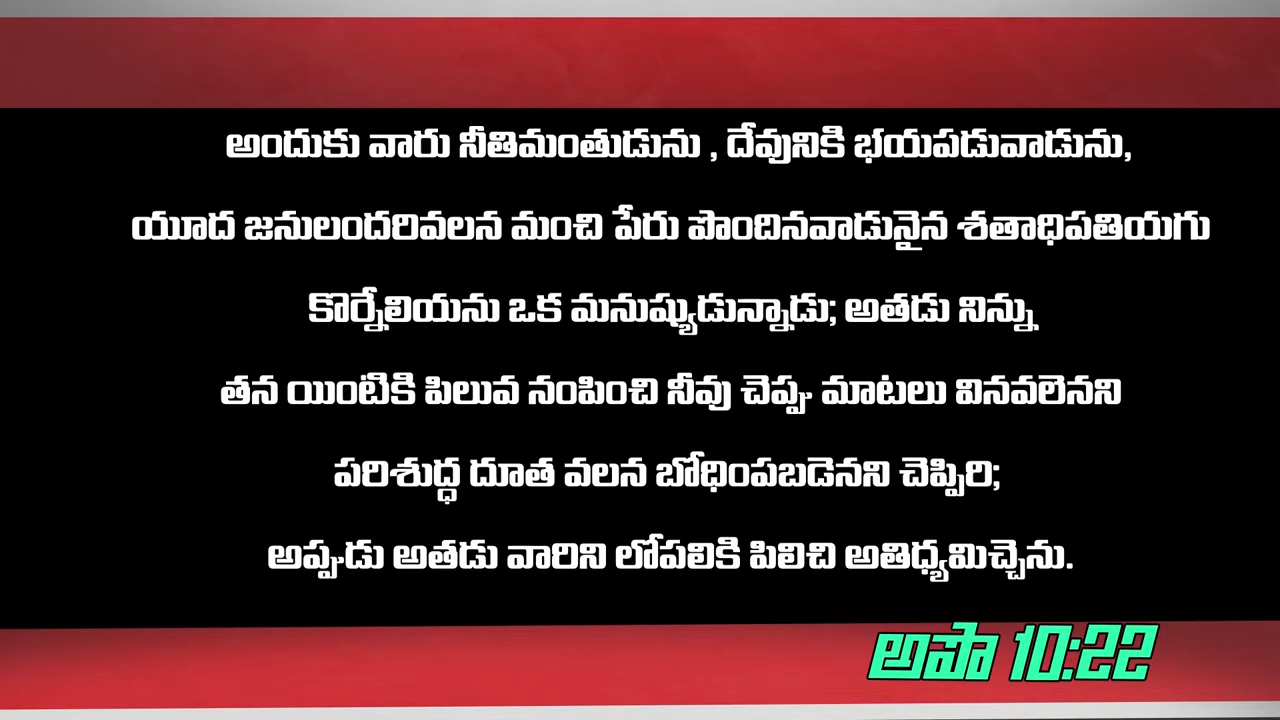 అందుకు వారు నీతిమంతుడును , దేవునికి భయపడువాడును,
యూద జనులందరివలన మంచి పేరు పొందినవాడునైన శతాధిపతియగు
కొర్నేలియను ఒక మనుష్యుడున్నాడు; అతడు నిన్ను
తన యింటికి పిలువ నంపించి నీవు చెప్పు మాటలు వినవలెనని
పరిశుద్ధ దూత వలన బోధింపబడెనని చెప్పిరి;
అప్పుడు అతడు వారిని లోపలికి పిలిచి అతిధ్యమిచ్చెను.
అపొ 10:22